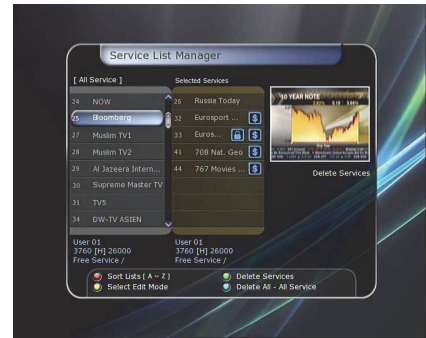 Service List Manager
[ All Service ]
Selected Services
24 NOW
25 Bloomberg
27 Muslim TV1
28 Muslim TV2
29 Al Jazeera Intern...
30 Supreme Master TV
31 TV5
34 DW-TV ASIEN
26 Russia Today
32 Eurosport ... $
33 Euros... $
41 708 Nat. Geo $
44 767 Movies ... $
10 YEAR NOTE
Delete Services
User 01
3760 [H] 26000
Free Service /
User 01
3760 [H] 26000
Free Service /
Sort Lists [ A ~ Z ]
Delete Services
Select Edit Mode
Delete All - All Service